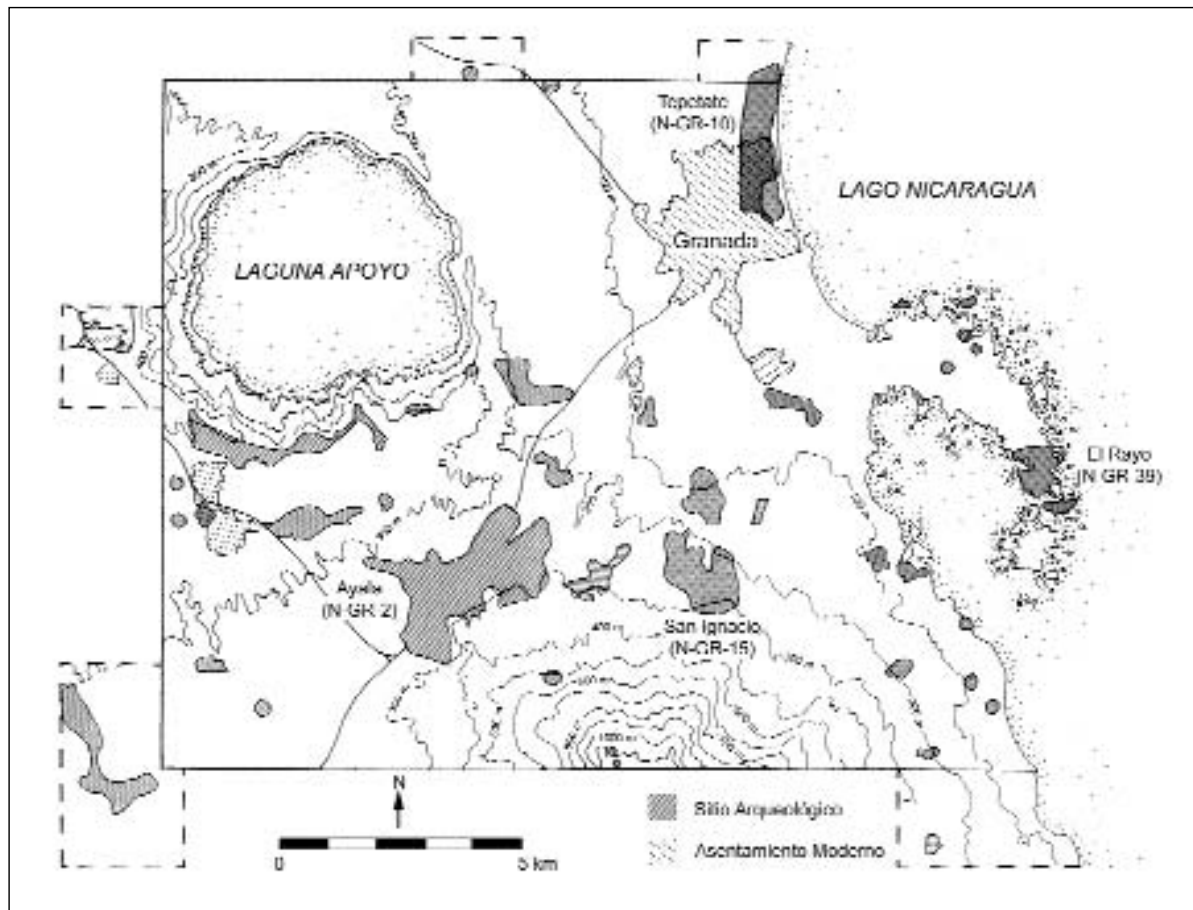 Tepetate
(N-GR-10)
LAGO NICARAGUA
Granada
LAGUNA APOYO
El Rayo
(N-GR-39)
Ayala
(N-GR-2)
San Ignacio
(N-GR-15)
N
Sitio Arqueológico
Asentamiento Moderno
0
5 km